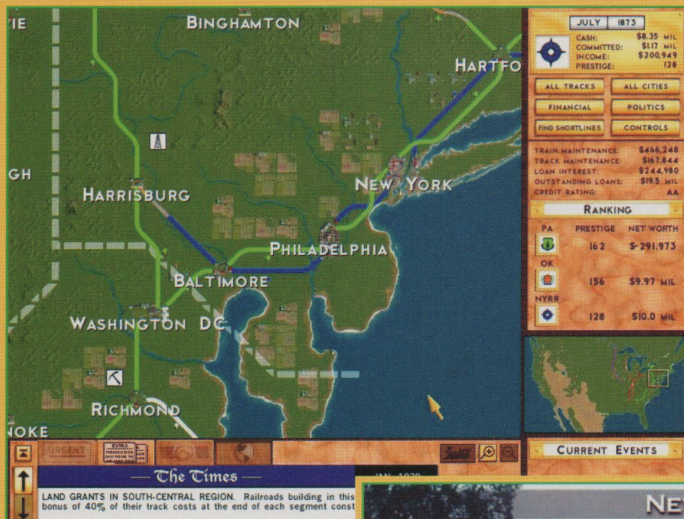 VIE
BINGHAMTON
HARTFO
GH
HARRISBURG
NEW YORK
PHILADELPHIA
BALTIMORE
WASHINGTON DC
RICHMOND
NOKE
JULY 1873
CASH: $8.35 MIL
COMMITTED: $1.17 MIL
INCOME: $200,949
PRESTIGE: 128
ALL TRACKS ALL CITIES
FINANCIAL POLITICS
FIND SHORTLINES CONTROLS
TRAIN MAINTENANCE: $466,248
TRACK MAINTENANCE: $167,844
LOAN INTEREST: $244,980
OUTSTANDING LOANS: $19.5 MIL
CREDIT RATING: AA
RANKING
PA PRESTIGE NET WORTH
162 $-291,973
OK
156 $9.97 MIL
NYRR
128 $10.0 MIL
CURRENT EVENTS
URGENT
EXTRA
The Times
LAND GRANTS IN SOUTH-CENTRAL REGION. Railroads building in this
bonus of 40% of their track costs at the end of each segment const
NE